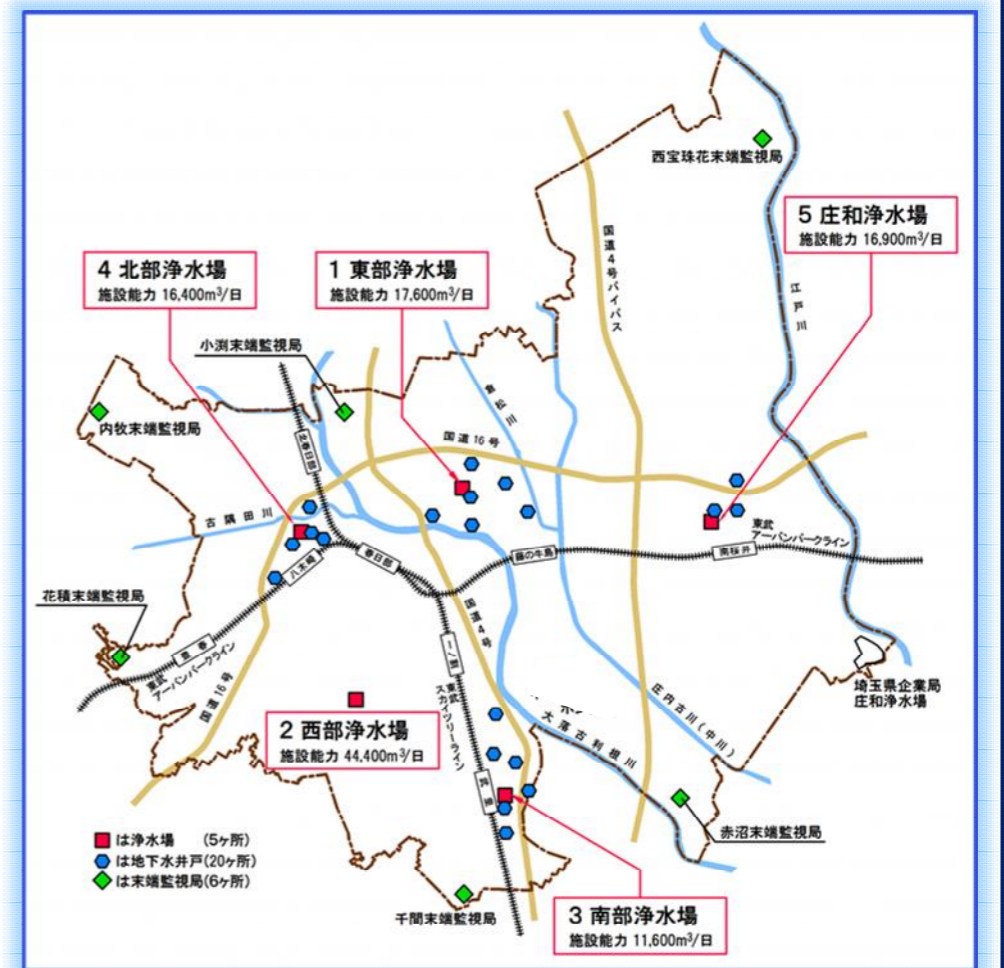 西宝珠花末端監視局
5 庄和浄水場
施設能力 16,900m³/日
国道4号バイパス
江戸川
4 北部浄水場
施設能力 16,400m³/日
1 東部浄水場
施設能力 17,600m³/日
小渕末端監視局
倉松川
内牧末端監視局
北春日部
国道16号
古隅田川
東武
アーバンパークライン
藤の牛島
南桜井
春日部
八木崎
花積末端監視局
国道4号
一ノ割
豊春
東武
アーバンパークライン
東武
スカイツリーライン
国道16号
埼玉県企業局
庄和浄水場
庄内古川(中川)
大落古利根川
2 西部浄水場
施設能力 44,400m³/日
武里
赤沼末端監視局
は浄水場 (5ヶ所)
は地下水井戸(20ヶ所)
は末端監視局(6ヶ所)
千間末端監視局
3 南部浄水場
施設能力 11,600m³/日